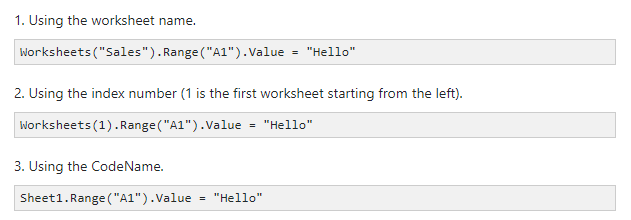 1. Using the worksheet name.
Worksheets("Sales").Range("A1").Value = "Hello"
2. Using the index number (1 is the first worksheet starting from the left).
Worksheets(1).Range("A1").Value = "Hello"
3. Using the CodeName.
Sheet1.Range("A1").Value = "Hello"